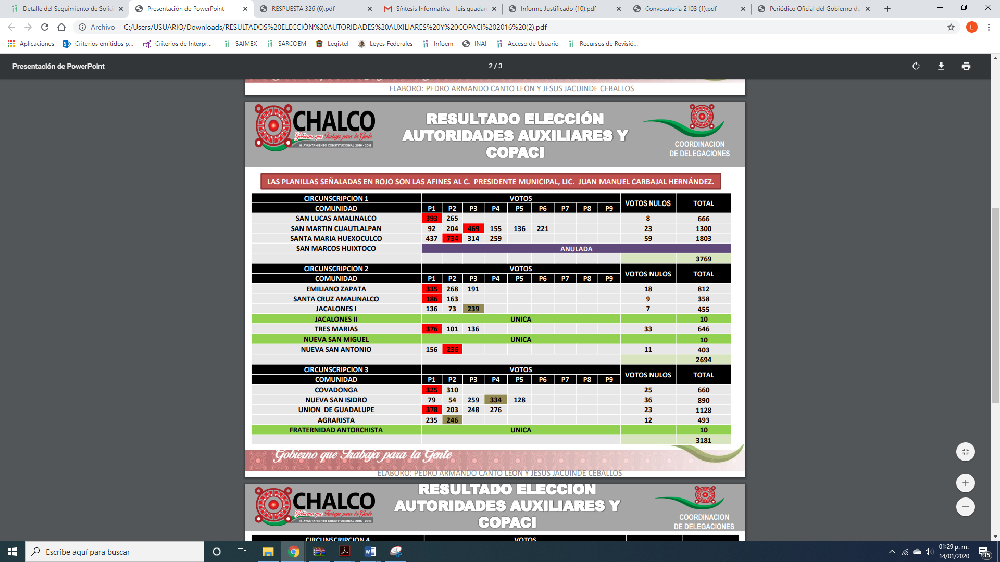 Detalle del Seguimiento de Solici
Presentación de PowerPoint
RESPUESTA 326 (6).pdf
Síntesis Informativa - luis.guadar
Informe Justificado (10).pdf
Convocatoria 2103 (1).pdf
Periódico Oficial del Gobierno de
Archivo
C:/Users/USUARIO/Downloads/RESULTADOS%20ELECCIÓN%20AUTORIDADES%20AUXILIARES%20Y%20COPACI%202016%20(2).pdf
L
Aplicaciones
Criterios emitidos p...
Criterios de Interpr...
SAIMEX
SARCOEM
Legistel
Leyes Federales
Infoem
INAI
Acceso de Usuario
Recursos de Revisió...
Presentación de PowerPoint
2 / 3
ELABORO: PEDRO ARMANDO CANTO LEON Y JESUS JACUINDE CEBALLOS
CHALCO
Gobierno que Trabaja para la Gente
H. AYUNTAMIENTO CONSTITUCIONAL 2016 - 2018
RESULTADO ELECCIÓN
AUTORIDADES AUXILIARES Y
COPACI
COORDINACION
DE DELEGACIONES
LAS PLANILLAS SEÑALADAS EN ROJO SON LAS AFINES AL C. PRESIDENTE MUNICIPAL, LIC. JUAN MANUEL CARBAJAL HERNÁNDEZ.
CIRCUNSCRIPCION 1 VOTOS VOTOS NULOS TOTAL
COMUNIDAD P1 P2 P3 P4 P5 P6 P7 P8 P9
SAN LUCAS AMALINALCO 393 265 8 666
SAN MARTIN CUAUTLALPAN 92 204 469 155 136 221 23 1300
SANTA MARIA HUEXOCULCO 437 734 314 259 59 1803
SAN MARCOS HUIXTOCO ANULADA
3769
CIRCUNSCRIPCION 2 VOTOS VOTOS NULOS TOTAL
COMUNIDAD P1 P2 P3 P4 P5 P6 P7 P8 P9
EMILIANO ZAPATA 335 268 191 18 812
SANTA CRUZ AMALINALCO 186 163 9 358
JACALONES I 136 73 239 7 455
JACALONES II UNICA 10
TRES MARIAS 376 101 136 33 646
NUEVA SAN MIGUEL UNICA 10
NUEVA SAN ANTONIO 156 236 11 403
2694
CIRCUNSCRIPCION 3 VOTOS VOTOS NULOS TOTAL
COMUNIDAD P1 P2 P3 P4 P5 P6 P7 P8 P9
COVADONGA 325 310 25 660
NUEVA SAN ISIDRO 79 54 259 334 128 36 890
UNION DE GUADALUPE 378 203 248 276 23 1128
AGRARISTA 235 246 12 493
FRATERNIDAD ANTORCHISTA UNICA 10
3181
Gobierno que Trabaja para la Gente
ELABORO: PEDRO ARMANDO CANTO LEON Y JESUS JACUINDE CEBALLOS
CHALCO
Gobierno que Trabaja para la Gente
H. AYUNTAMIENTO CONSTITUCIONAL 2016 - 2018
RESULTADO ELECCION
AUTORIDADES AUXILIARES Y
COPACI
COORDINACION
DE DELEGACIONES
CIRCUNSCRIPCION 4 VOTOS
Escribe aquí para buscar
01:29 p. m.
14/01/2020
35